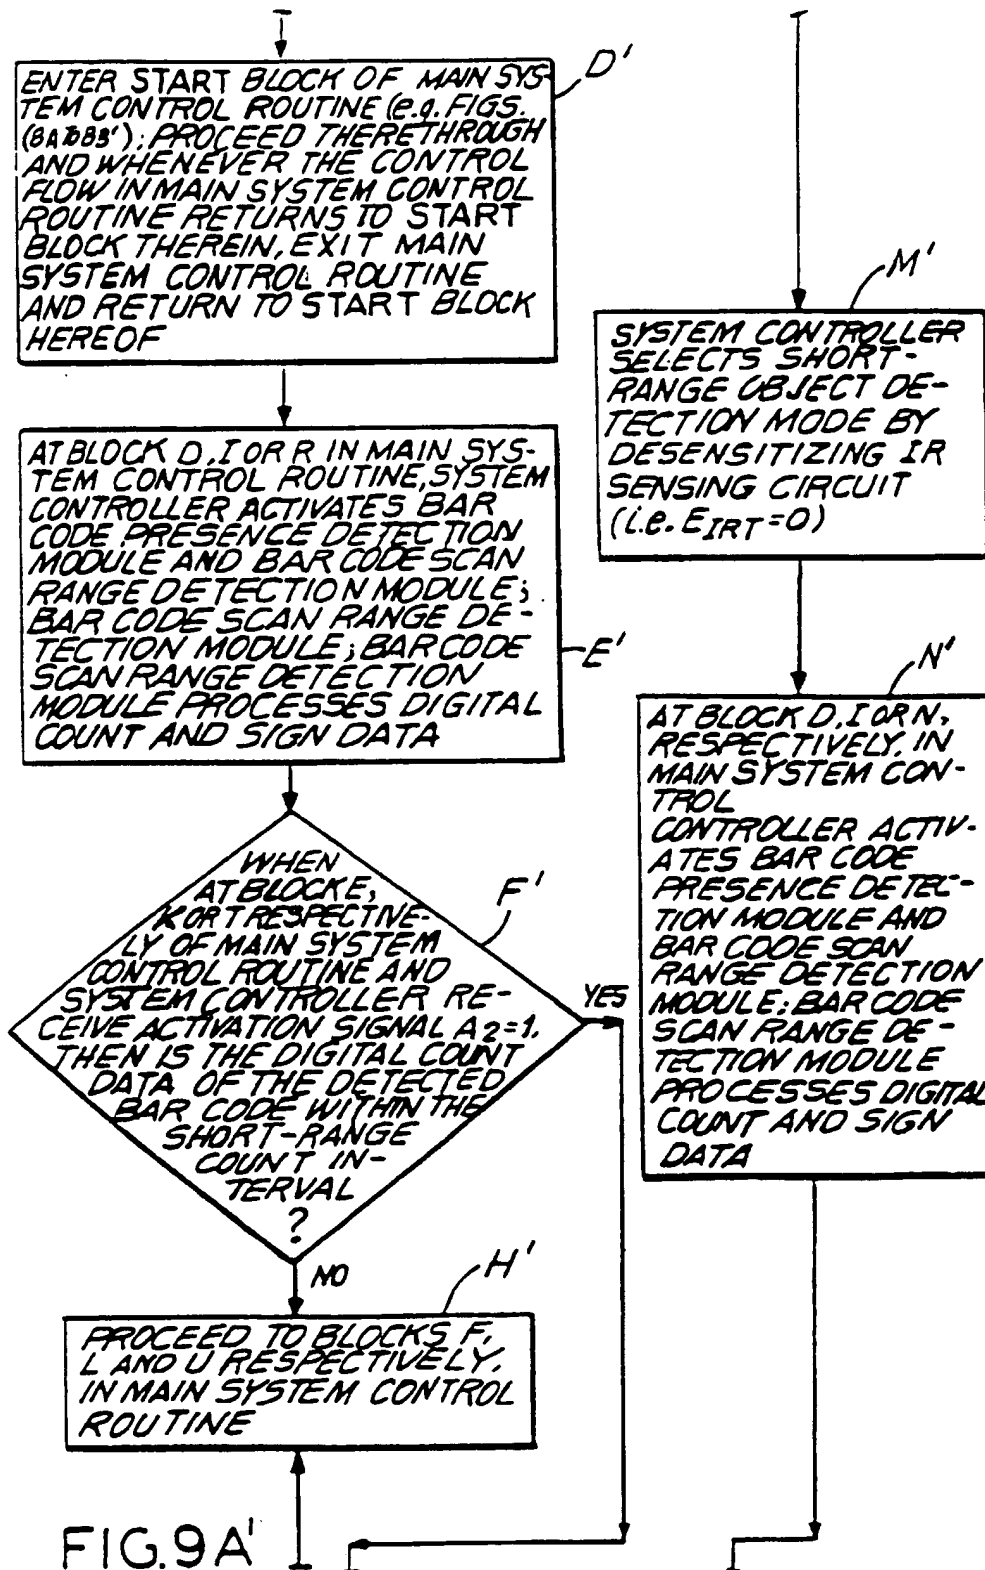 D'
ENTER START BLOCK OF MAIN SYS-
TEM CONTROL ROUTINE (e.g. FIGS.
(8A TO 8B'); PROCEED THERETHROUGH
AND WHENEVER THE CONTROL
FLOW IN MAIN SYSTEM CONTROL
ROUTINE RETURNS TO START
BLOCK THEREIN, EXIT MAIN
SYSTEM CONTROL ROUTINE
AND RETURN TO START BLOCK
HEREOF
AT BLOCK D, I OR R IN MAIN SYS-
TEM CONTROL ROUTINE, SYSTEM
CONTROLLER ACTIVATES BAR
CODE PRESENCE DETECTION
MODULE AND BAR CODE SCAN
RANGE DETECTION MODULE;
BAR CODE SCAN RANGE DE-
TECTION MODULE; BAR CODE
SCAN RANGE DETECTION
MODULE PROCESSES DIGITAL
COUNT AND SIGN DATA
E'
WHEN
AT BLOCK E,
K OR T RESPECTIVE-
LY OF MAIN SYSTEM
CONTROL ROUTINE AND
SYSTEM CONTROLLER RE-
CEIVE ACTIVATION SIGNAL A2=1,
THEN IS THE DIGITAL COUNT
DATA OF THE DETECTED
BAR CODE WITHIN THE
SHORT-RANGE
COUNT IN-
TERVAL
?
F'
YES
NO
H'
PROCEED TO BLOCKS F,
L AND U RESPECTIVELY,
IN MAIN SYSTEM CONTROL
ROUTINE
M'
SYSTEM CONTROLLER
SELECTS SHORT-
RANGE OBJECT DE-
TECTION MODE BY
DESENSITIZING IR
SENSING CIRCUIT
(i.e. EIRT=0)
N'
AT BLOCK D, I OR N,
RESPECTIVELY, IN
MAIN SYSTEM CON-
TROL
CONTROLLER ACTIV-
ATES BAR CODE
PRESENCE DETEC-
TION MODULE AND
BAR CODE SCAN
RANGE DETECTION
MODULE; BAR CODE
SCAN RANGE DE-
TECTION MODULE
PROCESSES DIGITAL
COUNT AND SIGN
DATA
FIG. 9A'